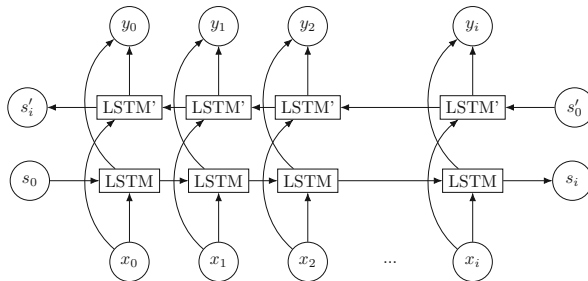 y₀ y₁ y₂ yᵢ
s′ᵢ LSTM’ LSTM’ LSTM’ LSTM’ s′₀
s₀ LSTM LSTM LSTM LSTM sᵢ
x₀ x₁ x₂ ... xᵢ